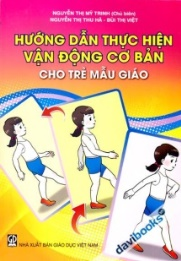 NGUYỄN THỊ MỸ TRINH (Chủ biên)
NGUYỄN THỊ THU HÀ - BÙI THỊ VIỆT
HƯỚNG DẪN THỰC HIỆN
VẬN ĐỘNG CƠ BẢN
CHO TRẺ MẪU GIÁO
davibooks
NHÀ XUẤT BẢN GIÁO DỤC VIỆT NAM